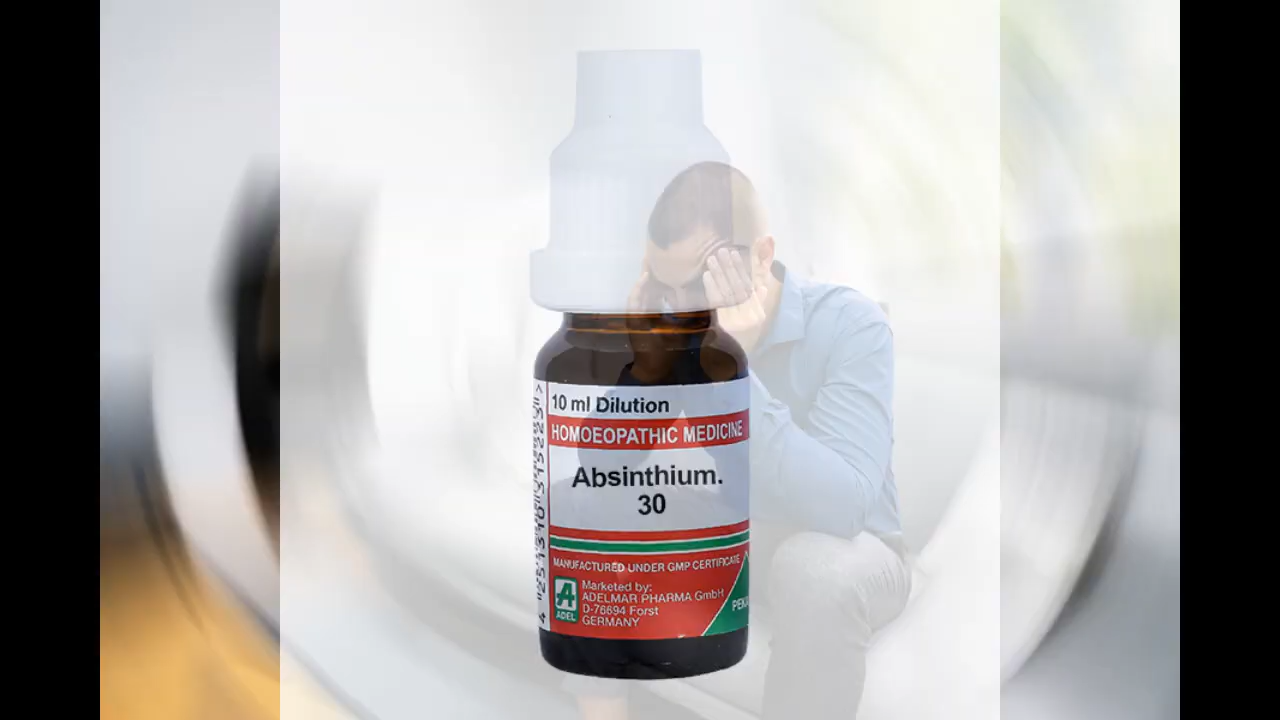 10 ml Dilution
HOMOEOPATHIC MEDICINE
Absinthium.
30
MANUFACTURED UNDER GMP CERTIFICATE
Marketed by:
ADELMAR PHARMA GmbH
D-76694 Forst
GERMANY
ADEL